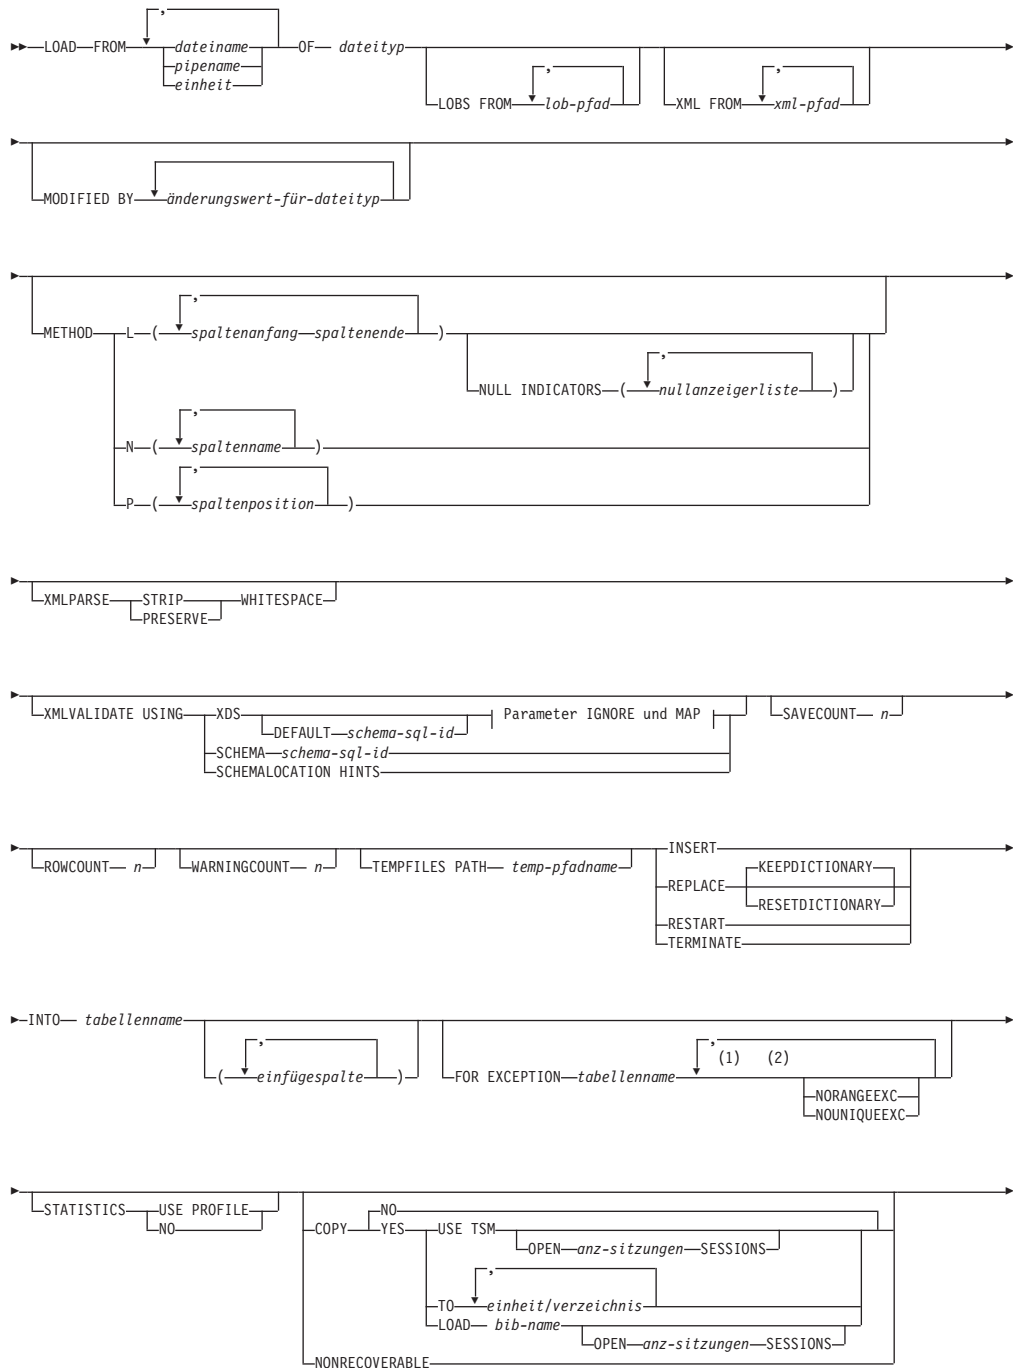 ,
LOAD FROM dateiname OF dateityp
pipename
einheit
, ,
LOBS FROM lob-pfad XML FROM xml-pfad
MODIFIED BY änderungswert-für-dateityp
,
METHOD L ( spaltenanfang spaltenende )
,
NULL INDICATORS ( nullanzeigerliste )
,
N ( spaltenname )
,
P ( spaltenposition )
XMLPARSE STRIP WHITESPACE
PRESERVE
XMLVALIDATE USING XDS Parameter IGNORE und MAP SAVECOUNT n
DEFAULT schema-sql-id
SCHEMA schema-sql-id
SCHEMALOCATION HINTS
ROWCOUNT n WARNINGCOUNT n TEMPFILES PATH temp-pfadname INSERT
KEEPDICTIONARY
REPLACE
RESETDICTIONARY
RESTART
TERMINATE
INTO tabellenname
, , (1) (2)
( einfügespalte ) FOR EXCEPTION tabellenname
NORANGEEXC
NOUNIQUEEXC
STATISTICS USE PROFILE
NO
NO
COPY YES USE TSM
OPEN anz-sitzungen SESSIONS
,
TO einheit/verzeichnis
LOAD bib-name
OPEN anz-sitzungen SESSIONS
NONRECOVERABLE